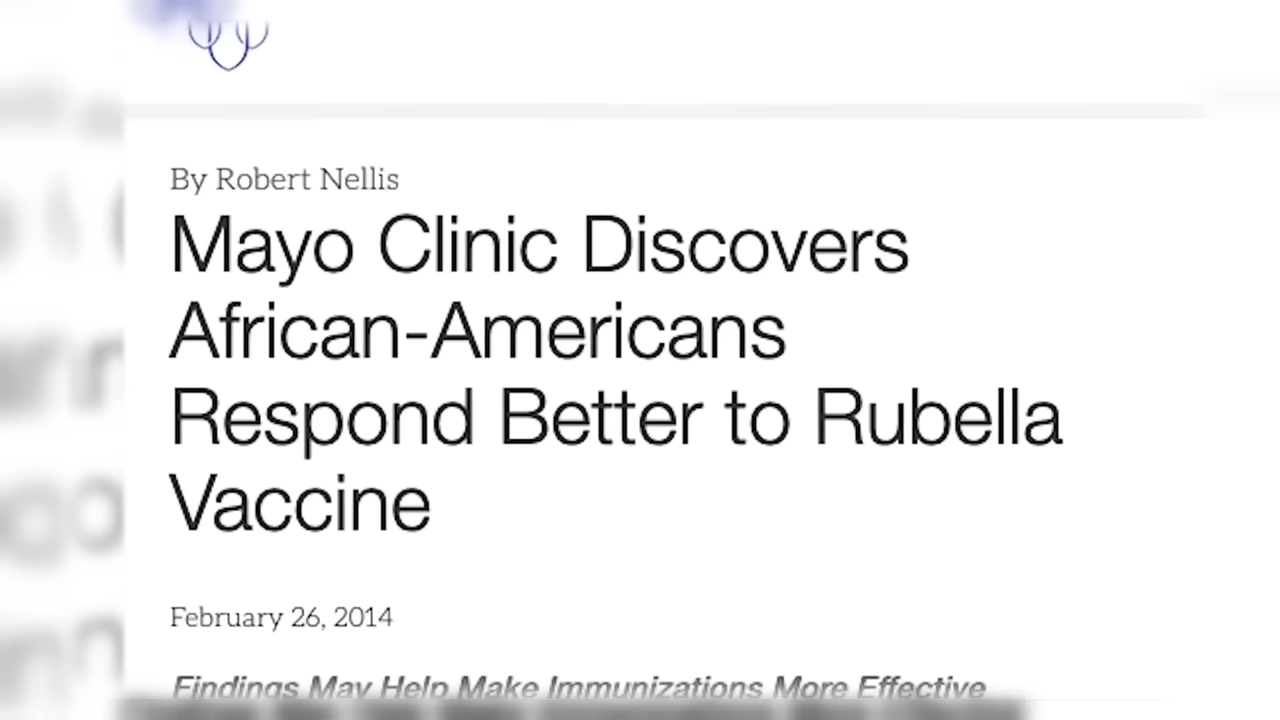 By Robert Nellis
Mayo Clinic Discovers
African-Americans
Respond Better to Rubella
Vaccine
February 26, 2014
Findings May Help Make Immunizations More Effective